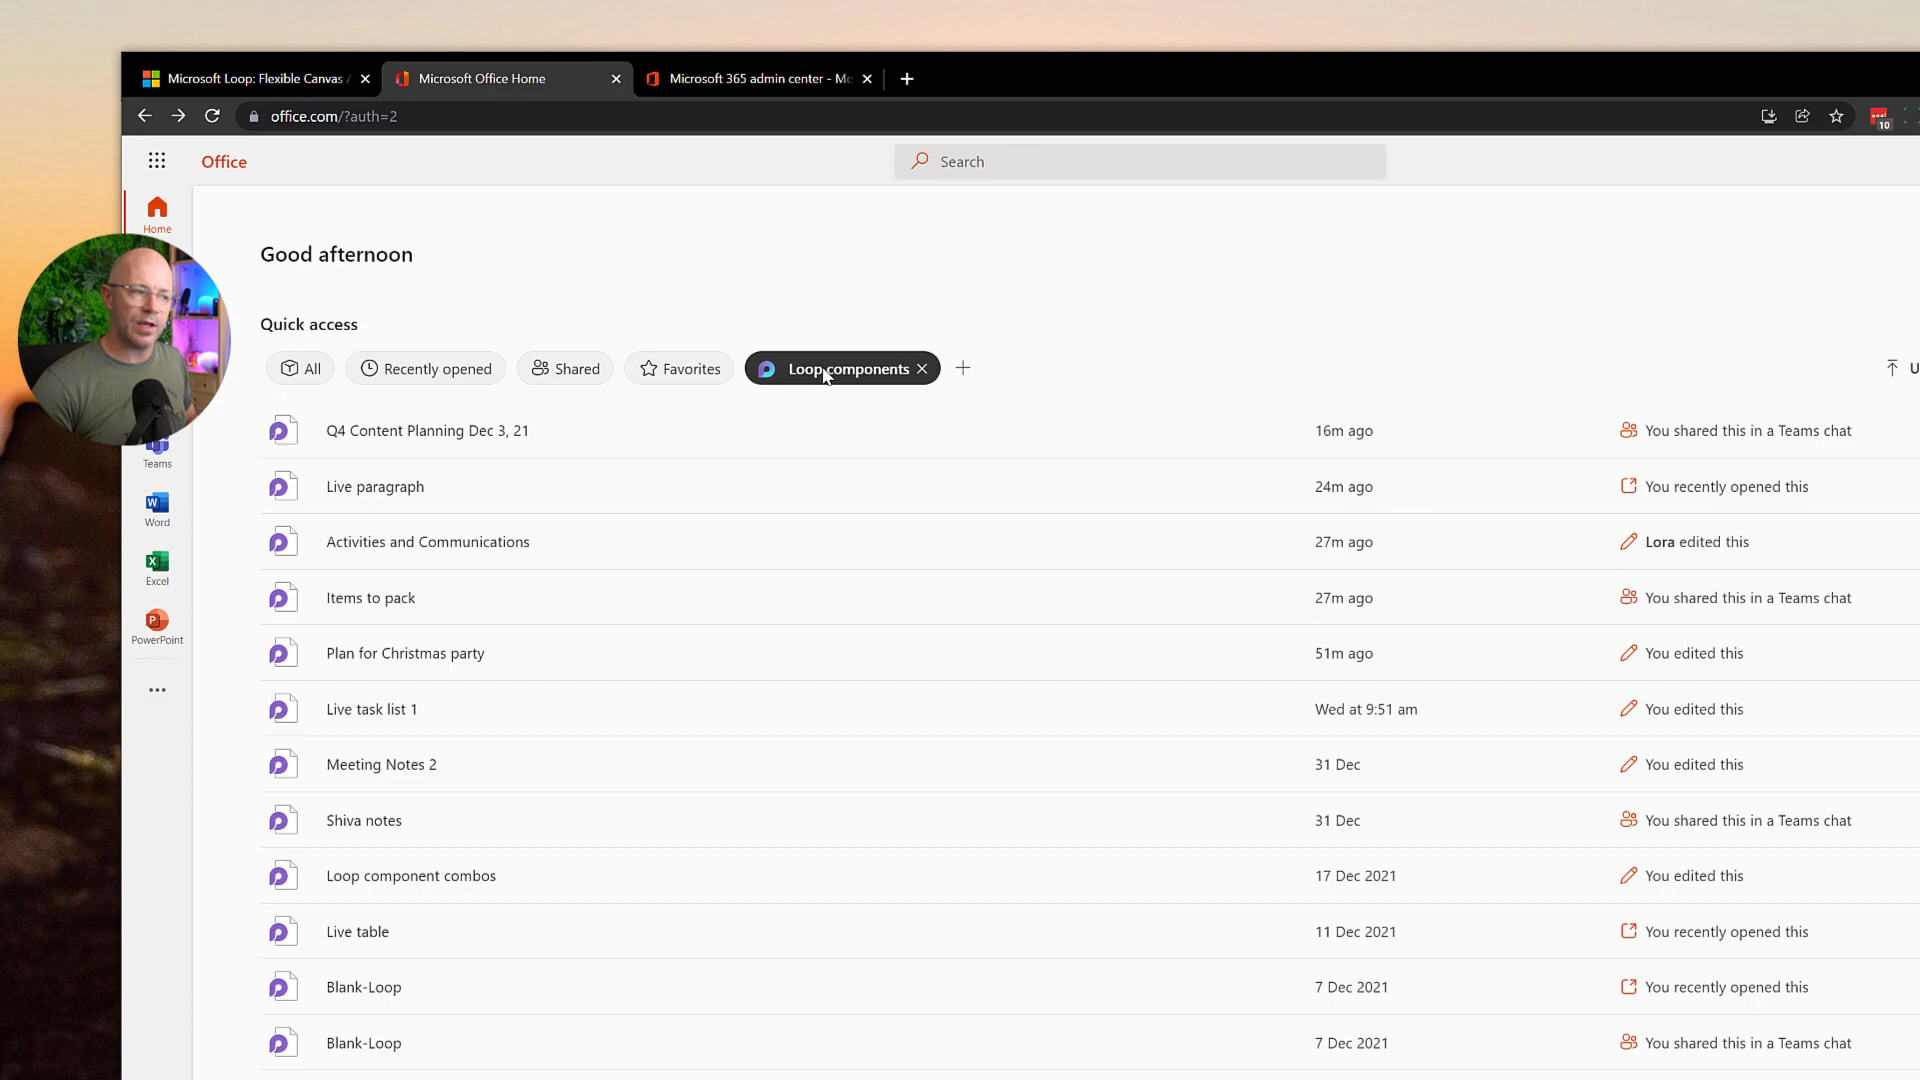 Microsoft Loop: Flexible Canvas
Microsoft Office Home
Microsoft 365 admin center - M
office.com/?auth=2
10
Office
Search
Home
Good afternoon
Quick access
All
Recently opened
Shared
Favorites
Loop components
U
Q4 Content Planning Dec 3, 21 16m ago You shared this in a Teams chat
Live paragraph 24m ago You recently opened this
Teams
Activities and Communications 27m ago Lora edited this
Word
Items to pack 27m ago You shared this in a Teams chat
Excel
Plan for Christmas party 51m ago You edited this
PowerPoint
Live task list 1 Wed at 9:51 am You edited this
Meeting Notes 2 31 Dec You edited this
Shiva notes 31 Dec You shared this in a Teams chat
Loop component combos 17 Dec 2021 You edited this
Live table 11 Dec 2021 You recently opened this
Blank-Loop 7 Dec 2021 You recently opened this
Blank-Loop 7 Dec 2021 You shared this in a Teams chat